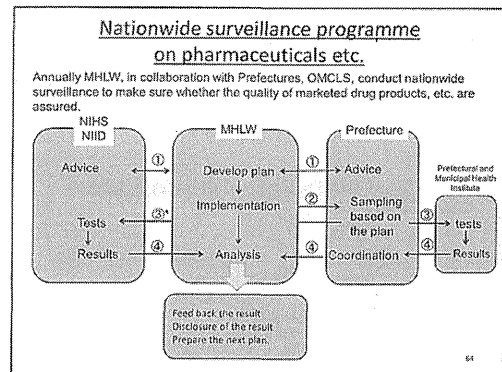 Nationwide surveillance programme
on pharmaceuticals etc.
Annually MHLW, in collaboration with Prefectures, OMCLS, conduct nationwide
surveillance to make sure whether the quality of marketed drug products, etc. are
assured.
NIHS
NIID
MHLW
Prefecture
Prefectural and
Municipal Health
Institute
Advice
①
Develop plan
①
Advice
Implementation
②
Sampling
based on
the plan
Tests
③*
③
tests
Results
④
Analysis
④
Coordination
④
Results
Feed back the result
Disclosure of the result
Prepare the next plan.
64